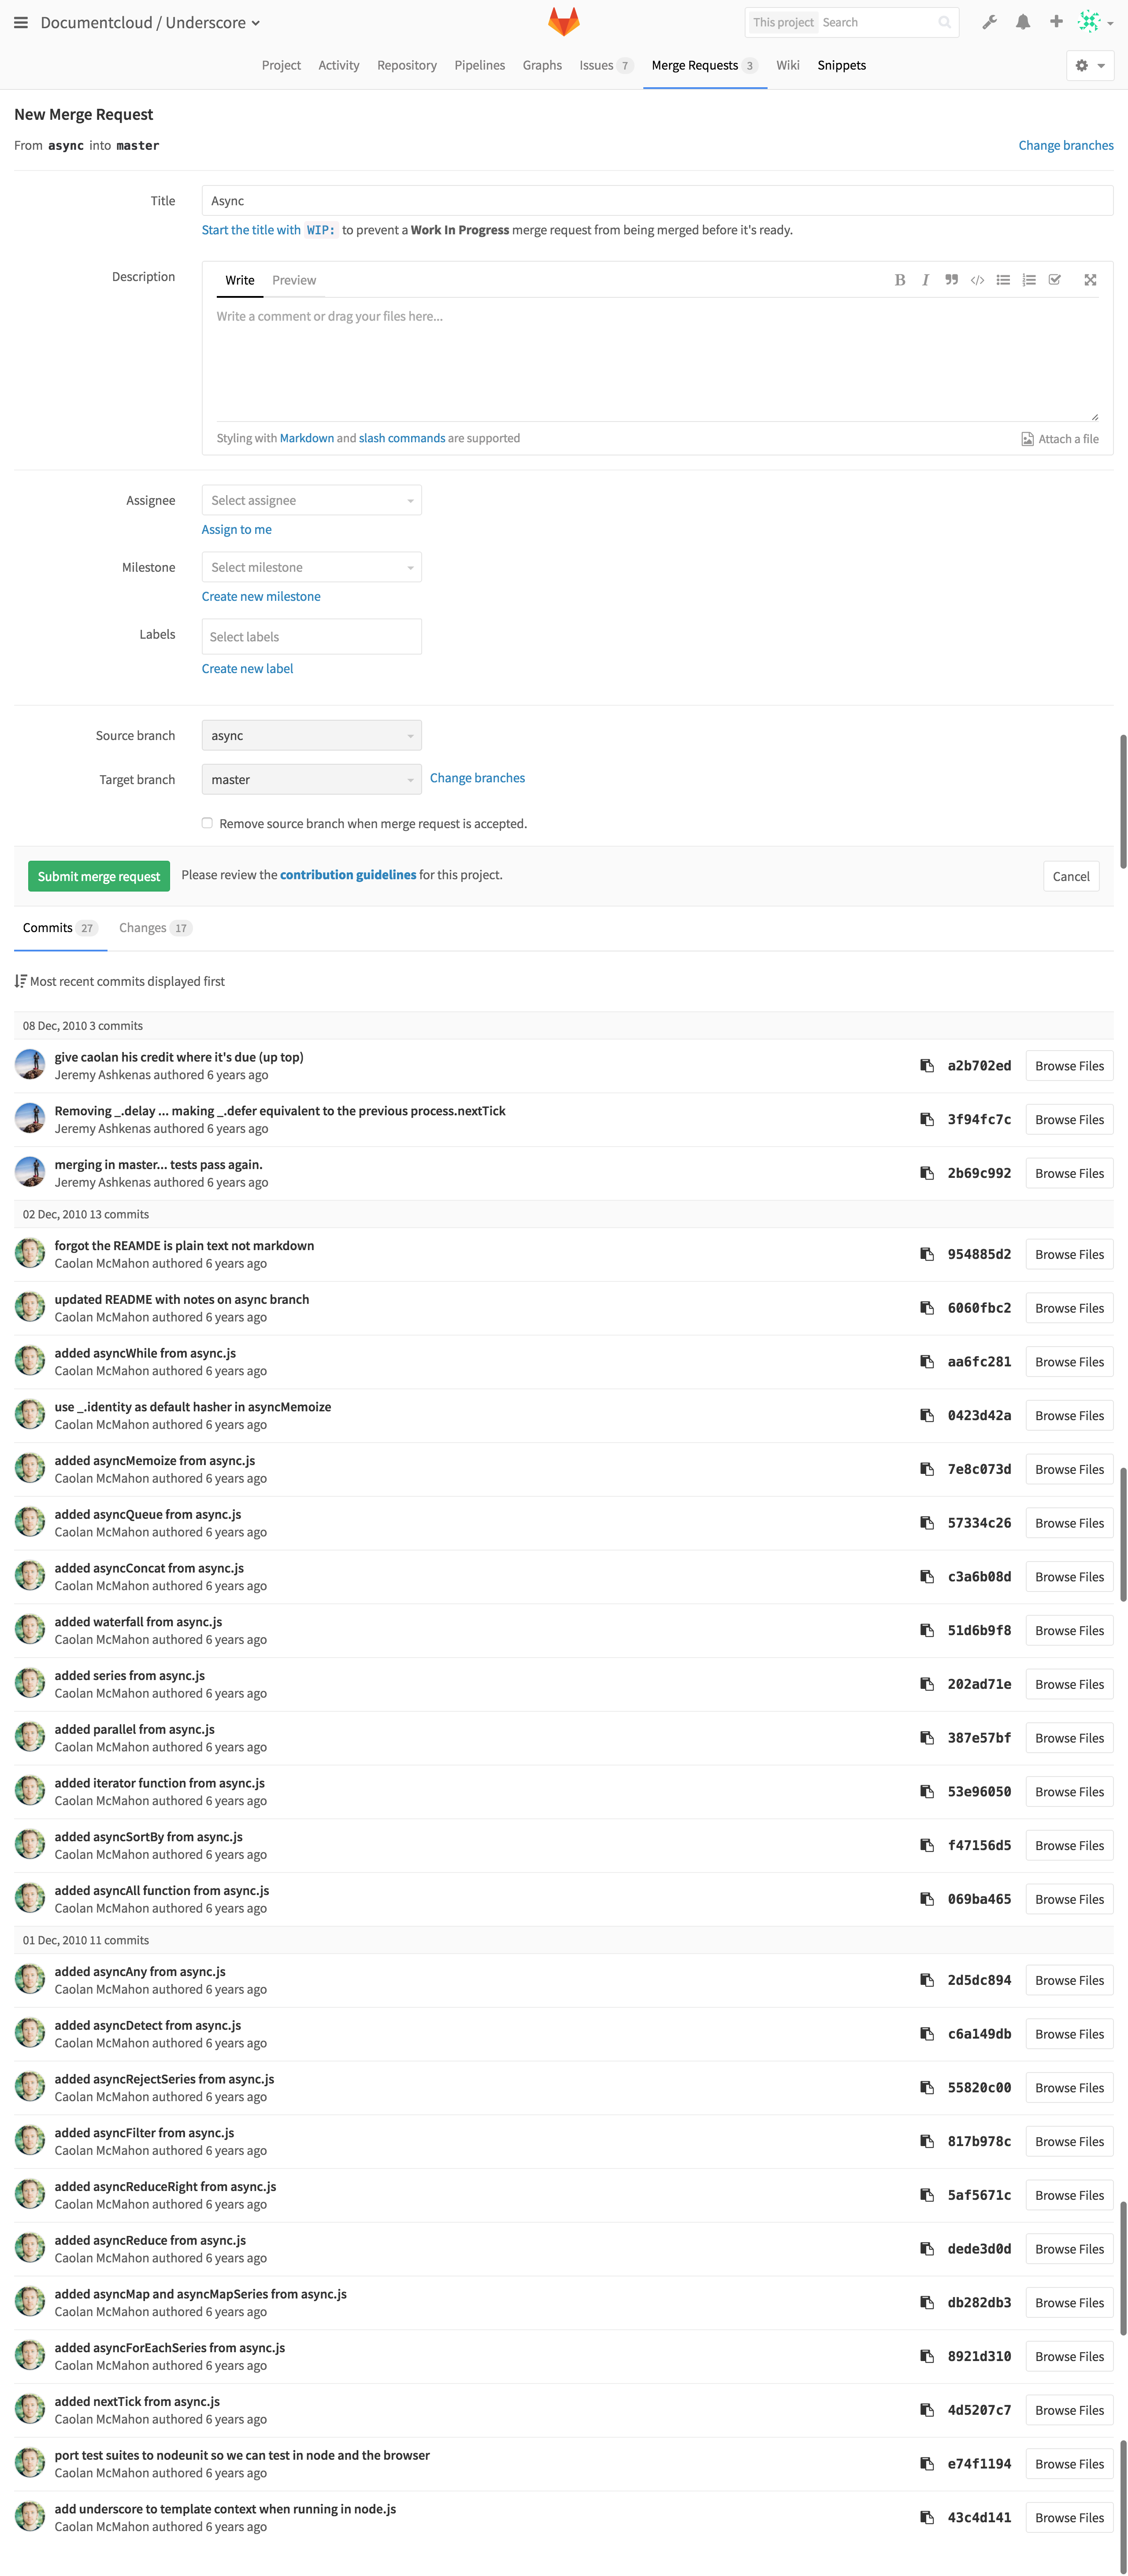 Documentcloud / Underscore
This project Search
Project Activity Repository Pipelines Graphs Issues 7 Merge Requests 3 Wiki Snippets
New Merge Request
From async into master
Change branches
Title
Async
Start the title with WIP: to prevent a Work In Progress merge request from being merged before it's ready.
Description
Write Preview
Write a comment or drag your files here...
Styling with Markdown and slash commands are supported
Attach a file
Assignee
Select assignee
Assign to me
Milestone
Select milestone
Create new milestone
Labels
Select labels
Create new label
Source branch
async
Target branch
master
Change branches
Remove source branch when merge request is accepted.
Submit merge request
Please review the contribution guidelines for this project.
Cancel
Commits 27 Changes 17
Most recent commits displayed first
08 Dec, 2010 3 commits
give caolan his credit where it's due (up top)
Jeremy Ashkenas authored 6 years ago
a2b702ed Browse Files
Removing _.delay ... making _.defer equivalent to the previous process.nextTick
Jeremy Ashkenas authored 6 years ago
3f94fc7c Browse Files
merging in master... tests pass again.
Jeremy Ashkenas authored 6 years ago
2b69c992 Browse Files
02 Dec, 2010 13 commits
forgot the REAMDE is plain text not markdown
Caolan McMahon authored 6 years ago
954885d2 Browse Files
updated README with notes on async branch
Caolan McMahon authored 6 years ago
6060fbc2 Browse Files
added asyncWhile from async.js
Caolan McMahon authored 6 years ago
aa6fc281 Browse Files
use _.identity as default hasher in asyncMemoize
Caolan McMahon authored 6 years ago
0423d42a Browse Files
added asyncMemoize from async.js
Caolan McMahon authored 6 years ago
7e8c073d Browse Files
added asyncQueue from async.js
Caolan McMahon authored 6 years ago
57334c26 Browse Files
added asyncConcat from async.js
Caolan McMahon authored 6 years ago
c3a6b08d Browse Files
added waterfall from async.js
Caolan McMahon authored 6 years ago
51d6b9f8 Browse Files
added series from async.js
Caolan McMahon authored 6 years ago
202ad71e Browse Files
added parallel from async.js
Caolan McMahon authored 6 years ago
387e57bf Browse Files
added iterator function from async.js
Caolan McMahon authored 6 years ago
53e96050 Browse Files
added asyncSortBy from async.js
Caolan McMahon authored 6 years ago
f47156d5 Browse Files
added asyncAll function from async.js
Caolan McMahon authored 6 years ago
069ba465 Browse Files
01 Dec, 2010 11 commits
added asyncAny from async.js
Caolan McMahon authored 6 years ago
2d5dc894 Browse Files
added asyncDetect from async.js
Caolan McMahon authored 6 years ago
c6a149db Browse Files
added asyncRejectSeries from async.js
Caolan McMahon authored 6 years ago
55820c00 Browse Files
added asyncFilter from async.js
Caolan McMahon authored 6 years ago
817b978c Browse Files
added asyncReduceRight from async.js
Caolan McMahon authored 6 years ago
5af5671c Browse Files
added asyncReduce from async.js
Caolan McMahon authored 6 years ago
dede3d0d Browse Files
added asyncMap and asyncMapSeries from async.js
Caolan McMahon authored 6 years ago
db282db3 Browse Files
added asyncForEachSeries from async.js
Caolan McMahon authored 6 years ago
8921d310 Browse Files
added nextTick from async.js
Caolan McMahon authored 6 years ago
4d5207c7 Browse Files
port test suites to nodeunit so we can test in node and the browser
Caolan McMahon authored 6 years ago
e74f1194 Browse Files
add underscore to template context when running in node.js
Caolan McMahon authored 6 years ago
43c4d141 Browse Files